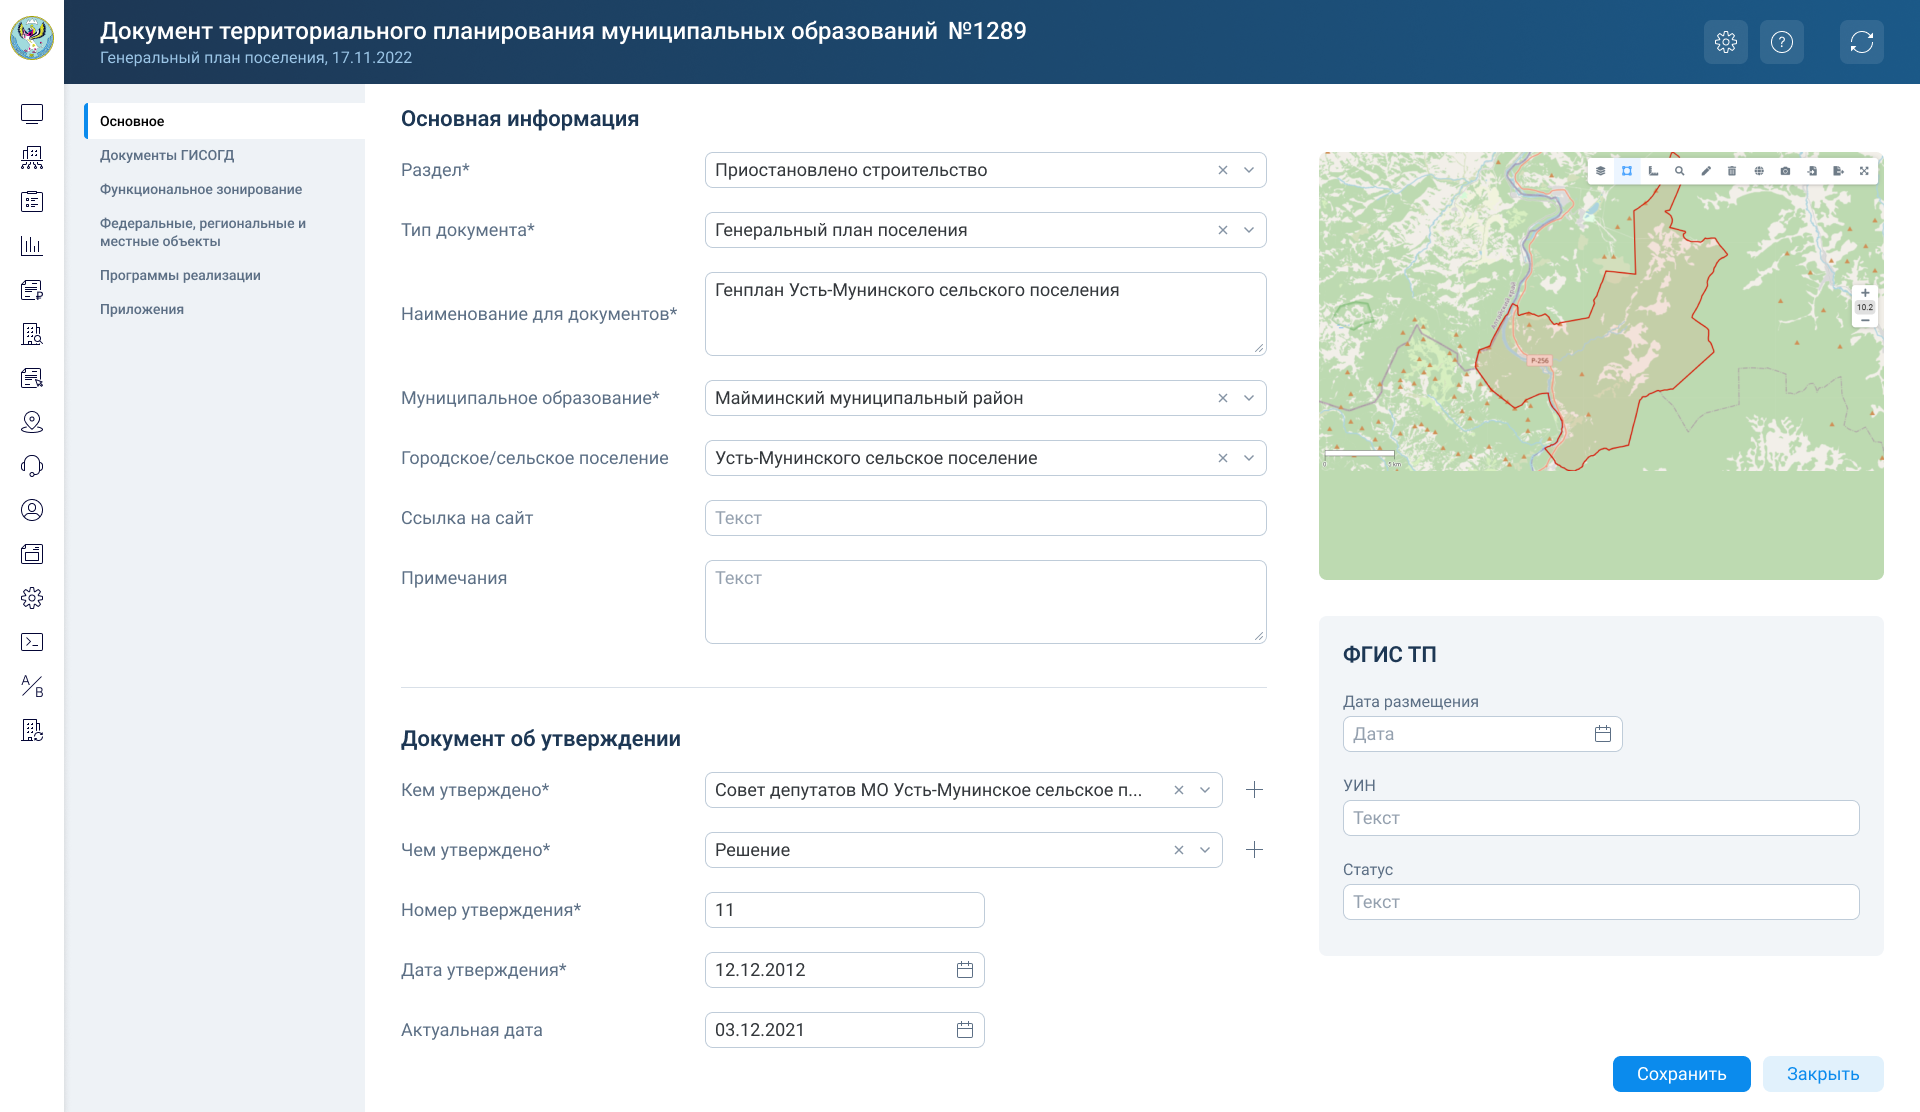 Документ территориального планирования муниципальных образований №1289
Генеральный план поселения, 17.11.2022
Основное
Документы ГИСОГД
Функциональное зонирование
Федеральные, региональные и
местные объекты
Программы реализации
Приложения
Основная информация
Раздел*
Приостановлено строительство
Тип документа*
Генеральный план поселения
Наименование для документов*
Генплан Усть-Мунинского сельского поселения
Муниципальное образование*
Майминский муниципальный район
Городское/сельское поселение
Усть-Мунинского сельское поселение
Ссылка на сайт
Текст
Примечания
Текст
Документ об утверждении
Кем утверждено*
Совет депутатов МО Усть-Мунинское сельское п...
Чем утверждено*
Решение
Номер утверждения*
11
Дата утверждения*
12.12.2012
Актуальная дата
03.12.2021
10.2
Алтайский край
Р-256
0
5 km
ФГИС ТП
Дата размещения
Дата
УИН
Текст
Статус
Текст
Сохранить
Закрыть
A/B